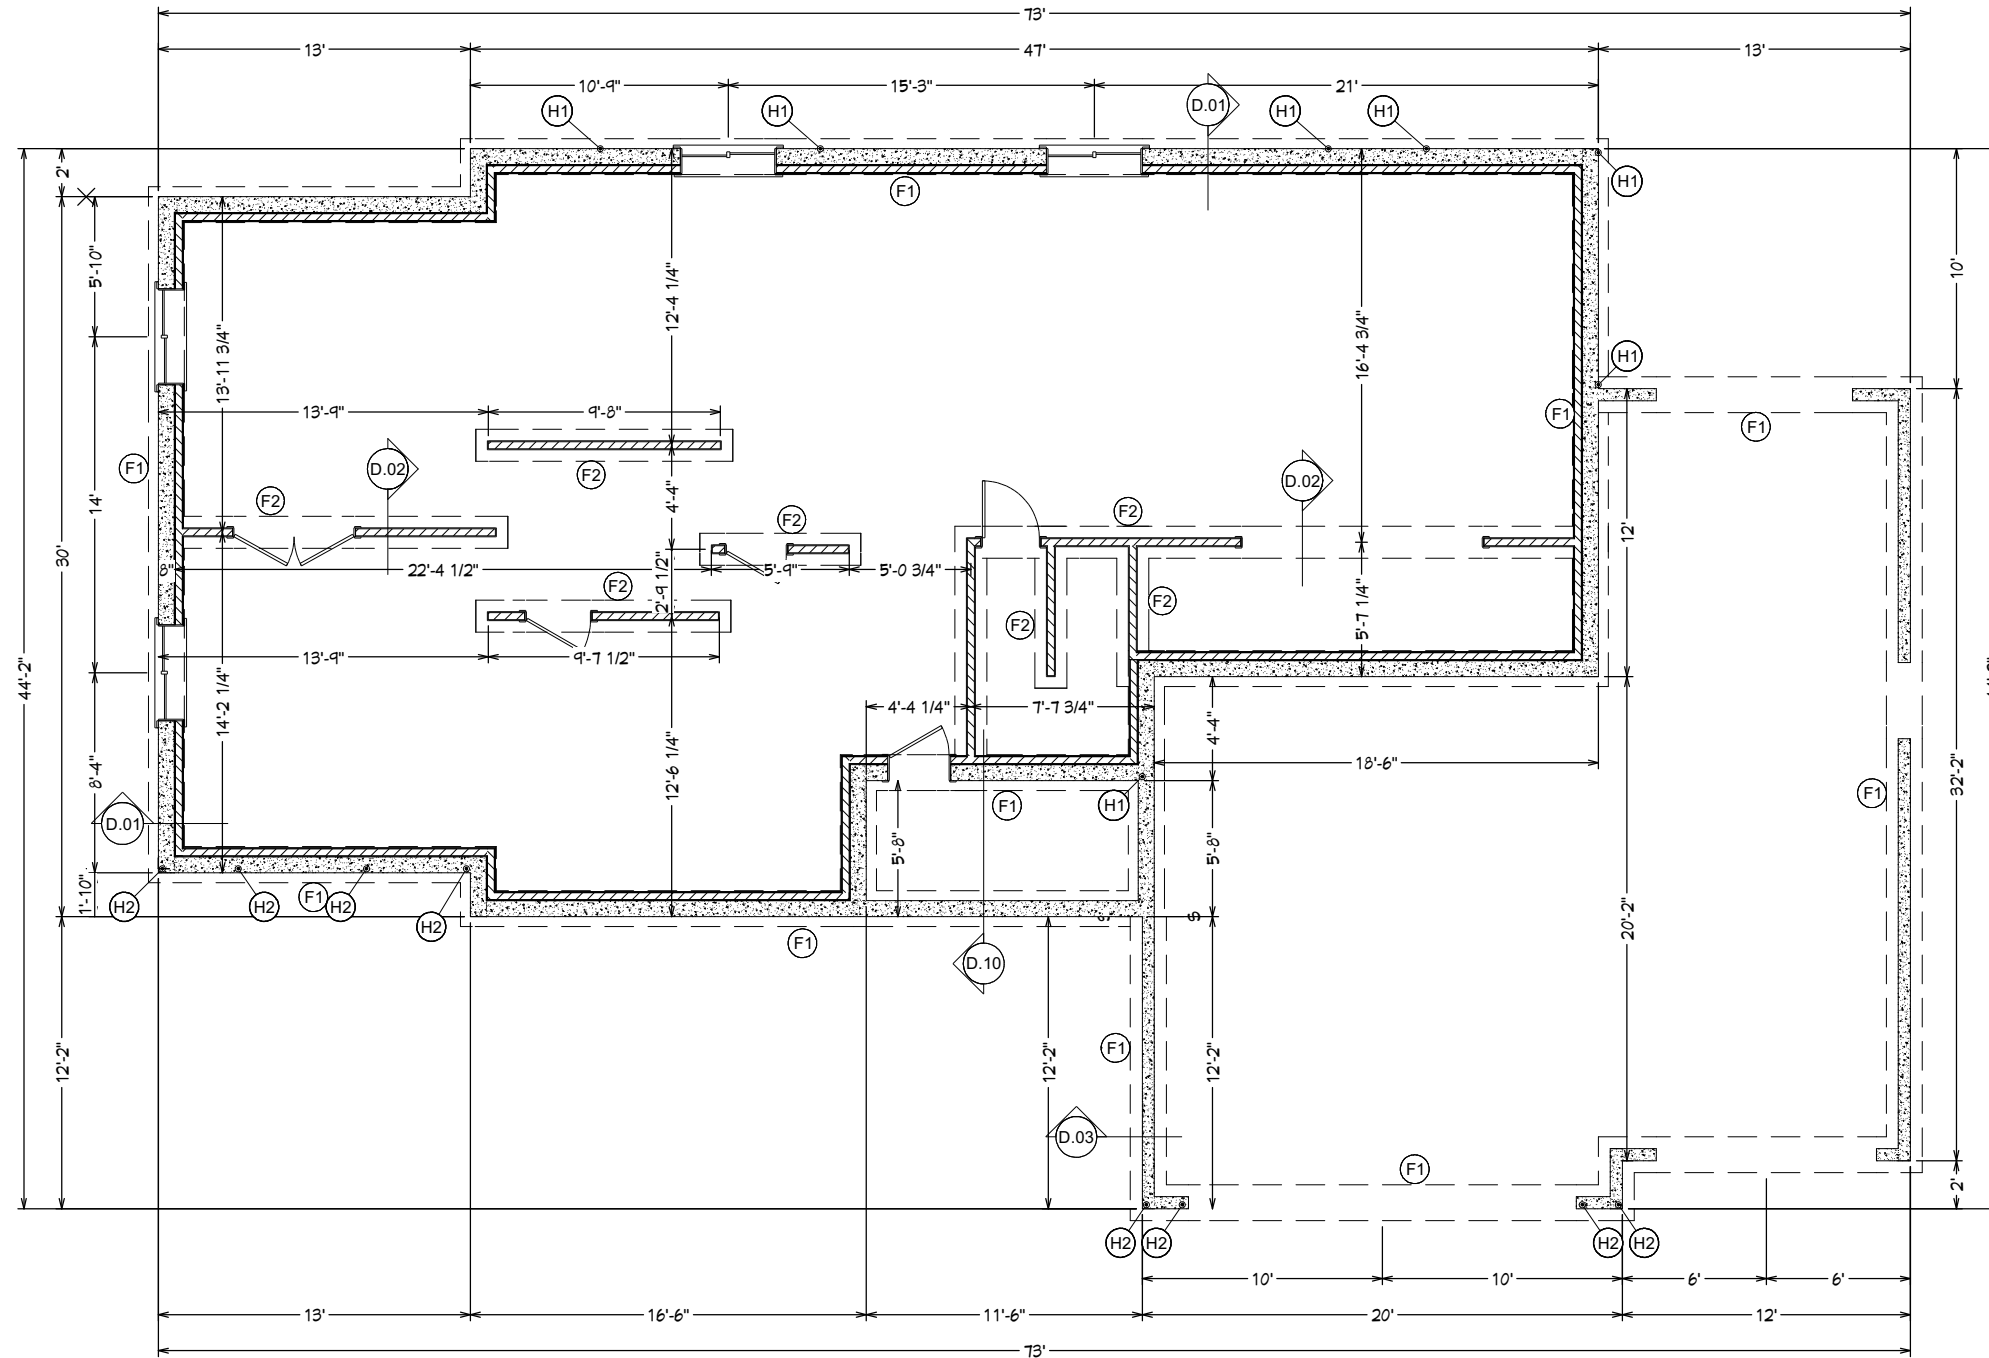 73'
13'
47'
13'
10'-9"
15'-3"
21'
D.01
H1
H1
H1
H1
2'
F1
H1
5'-10"
10'
12'-4 1/4"
13'-11 3/4"
16'-4 3/4"
H1
13'-9"
9'-8"
F1
F1
F1
D.02
F2
4'-4"
D.02
14'
F2
F2
F2
12'
30'
8"
22'-4 1/2"
5'-9"
5'-0 3/4"
F2
2'-9 1/2"
F2
F2
5'-7 1/4"
13'-9"
9'-7 1/2"
44'-2"
14'-2 1/4"
4'-4 1/4"
7'-7 3/4"
4'-4"
18'-6"
8'-4"
12'-6 1/4"
32'-2"
F1
H1
F1
D.01
5'-8"
5'-8"
1'-10"
H2
H2
F1
H2
H2
20'-2"
F1
D.10
12'-2"
12'-2"
F1
12'-2"
D.03
F1
2'
H2
H2
H2
H2
10'
10'
6'
6'
13'
16'-6"
11'-6"
20'
12'
73'